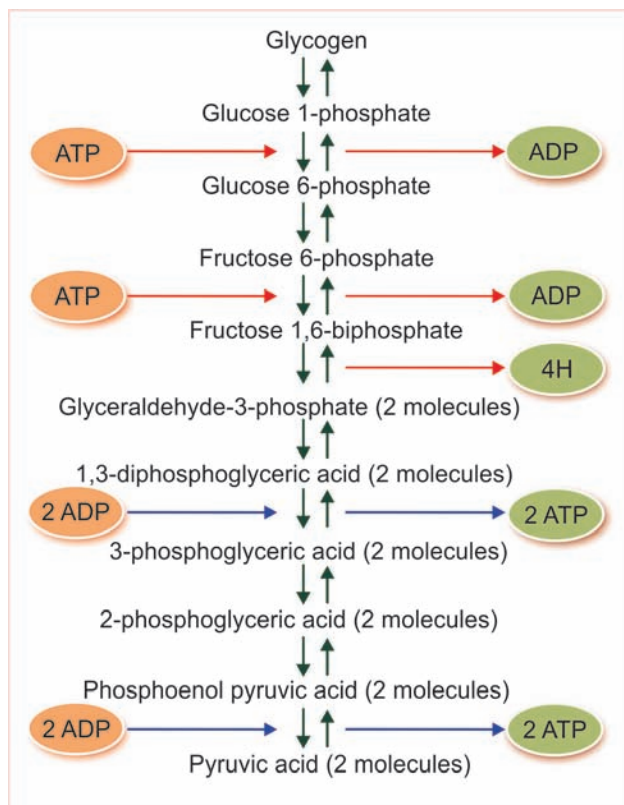 Glycogen
Glucose 1-phosphate
ATP
ADP
Glucose 6-phosphate
Fructose 6-phosphate
ATP
ADP
Fructose 1,6-biphosphate
4H
Glyceraldehyde-3-phosphate (2 molecules)
1,3-diphosphoglyceric acid (2 molecules)
2 ADP
2 ATP
3-phosphoglyceric acid (2 molecules)
2-phosphoglyceric acid (2 molecules)
Phosphoenol pyruvic acid (2 molecules)
2 ADP
2 ATP
Pyruvic acid (2 molecules)